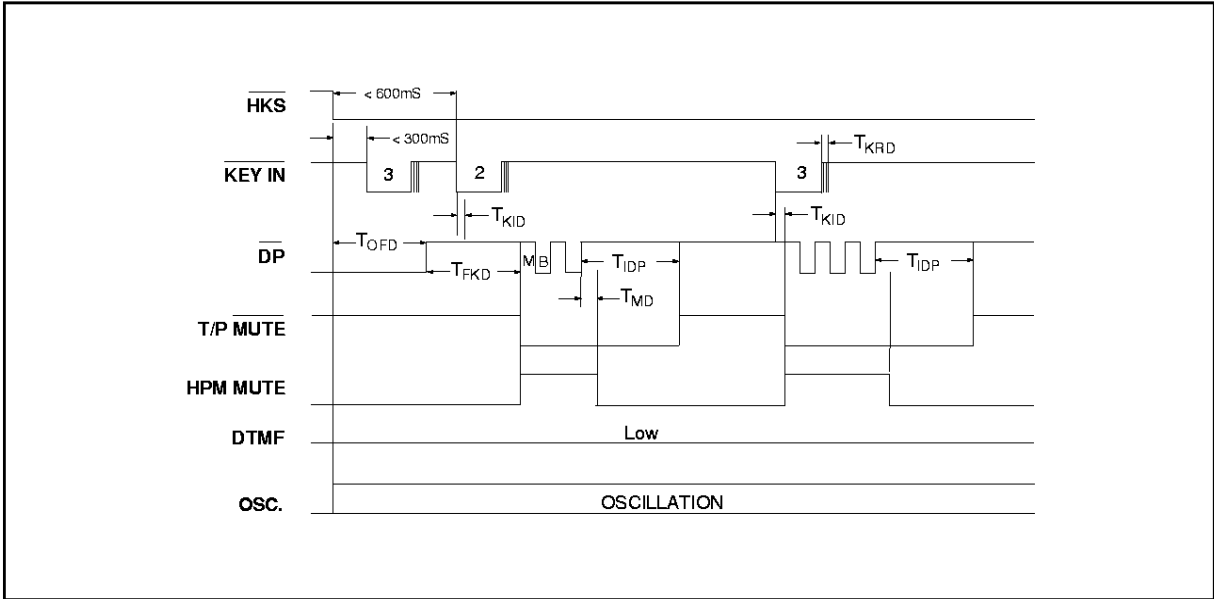 HKS
< 600mS
< 300mS
KEY IN
3
2
3
TKRD
TKID
TKID
DP
TOFD
TFKD
M B
TIDP
TMD
TIDP
T/P MUTE
HPM MUTE
DTMF
Low
OSC.
OSCILLATION